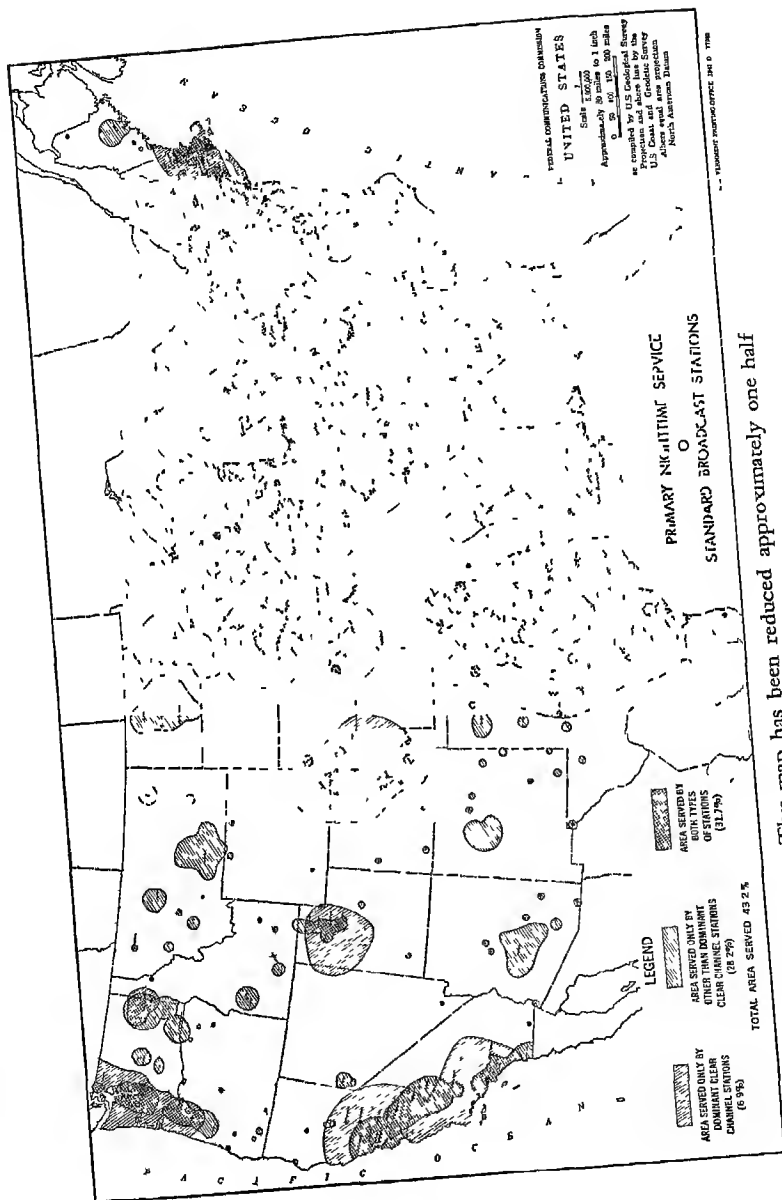 FEDERAL COMMUNICATIONS COMMISSION
UNITED STATES
Scale
Approximately 80 miles to 1 inch
0 50 100 150 200 miles
as compiled by U.S Geological Survey
Projection and shore line by the
U.S Coast and Geodetic Survey
Albers equal area projection
North American Datum
PRINTING OFFICE
PACIFIC OCEAN
PRIMARY NIGHTTIME SERVICE
O
STANDARD BROADCAST STATIONS
LEGEND
AREA SERVED ONLY BY
DOMINANT CLEAR
CHANNEL STATIONS
(6.9%)
AREA SERVED ONLY BY
OTHER THAN DOMINANT
CLEAR CHANNEL STATIONS
(28 2%)
AREA SERVED BY
BOTH TYPES
OF STATIONS
TOTAL AREA SERVED 43 2%
map has been reduced approximately one half